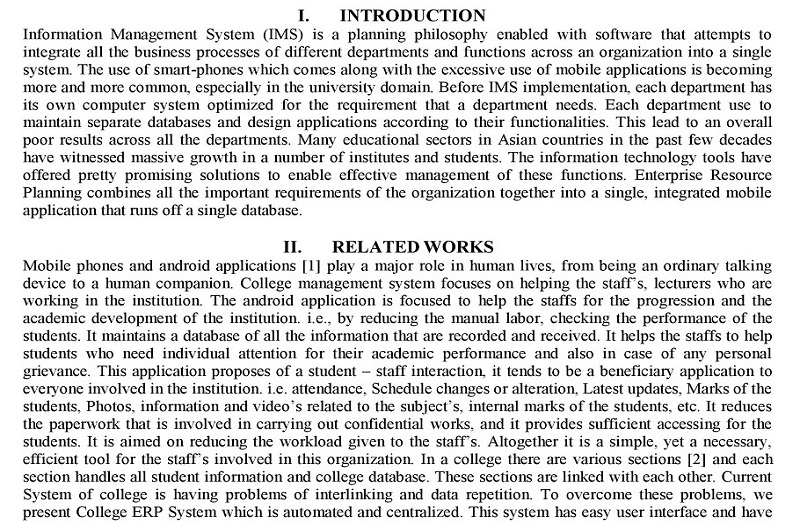 I. INTRODUCTION
Information Management System (IMS) is a planning philosophy enabled with software that attempts to
integrate all the business processes of different departments and functions across an organization into a single
system. The use of smart-phones which comes along with the excessive use of mobile applications is becoming
more and more common, especially in the university domain. Before IMS implementation, each department has
its own computer system optimized for the requirement that a department needs. Each department use to
maintain separate databases and design applications according to their functionalities. This lead to an overall
poor results across all the departments. Many educational sectors in Asian countries in the past few decades
have witnessed massive growth in a number of institutes and students. The information technology tools have
offered pretty promising solutions to enable effective management of these functions. Enterprise Resource
Planning combines all the important requirements of the organization together into a single, integrated mobile
application that runs off a single database.
II. RELATED WORKS
Mobile phones and android applications [1] play a major role in human lives, from being an ordinary talking
device to a human companion. College management system focuses on helping the staff's, lecturers who are
working in the institution. The android application is focused to help the staffs for the progression and the
academic development of the institution. i.e., by reducing the manual labor, checking the performance of the
students. It maintains a database of all the information that are recorded and received. It helps the staffs to help
students who need individual attention for their academic performance and also in case of any personal
grievance. This application proposes of a student – staff interaction, it tends to be a beneficiary application to
everyone involved in the institution. i.e. attendance, Schedule changes or alteration, Latest updates, Marks of the
students, Photos, information and video's related to the subject's, internal marks of the students, etc. It reduces
the paperwork that is involved in carrying out confidential works, and it provides sufficient accessing for the
students. It is aimed on reducing the workload given to the staff's. Altogether it is a simple, yet a necessary,
efficient tool for the staff's involved in this organization. In a college there are various sections [2] and each
section handles all student information and college database. These sections are linked with each other. Current
System of college is having problems of interlinking and data repetition. To overcome these problems, we
present College ERP System which is automated and centralized. This system has easy user interface and have